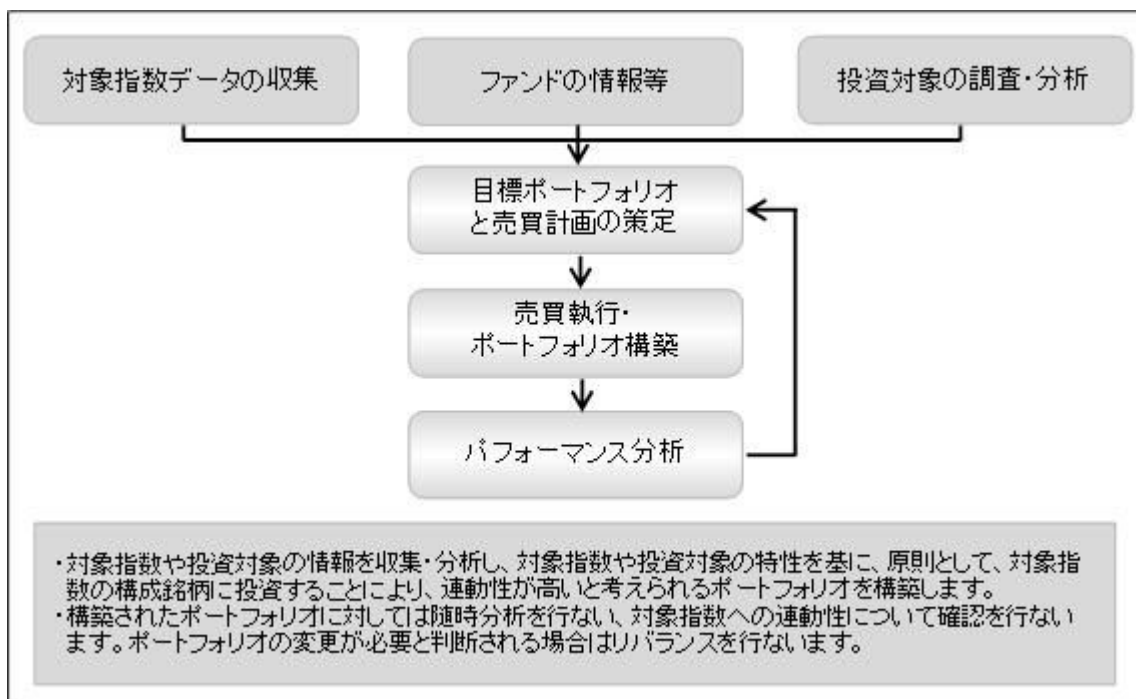 対象指数データの収集
ファンドの情報等
投資対象の調査・分析
目標ポートフォリオ
と売買計画の策定
売買執行・
ポートフォリオ構築
パフォーマンス分析
・対象指数や投資対象の情報を収集・分析し、対象指数や投資対象の特性を基に、原則として、対象指
数の構成銘柄に投資することにより、連動性が高いと考えられるポートフォリオを構築します。
・構築されたポートフォリオに対しては随時分析を行ない、対象指数への連動性について確認を行ない
ます。ポートフォリオの変更が必要と判断される場合はリバランスを行ないます。